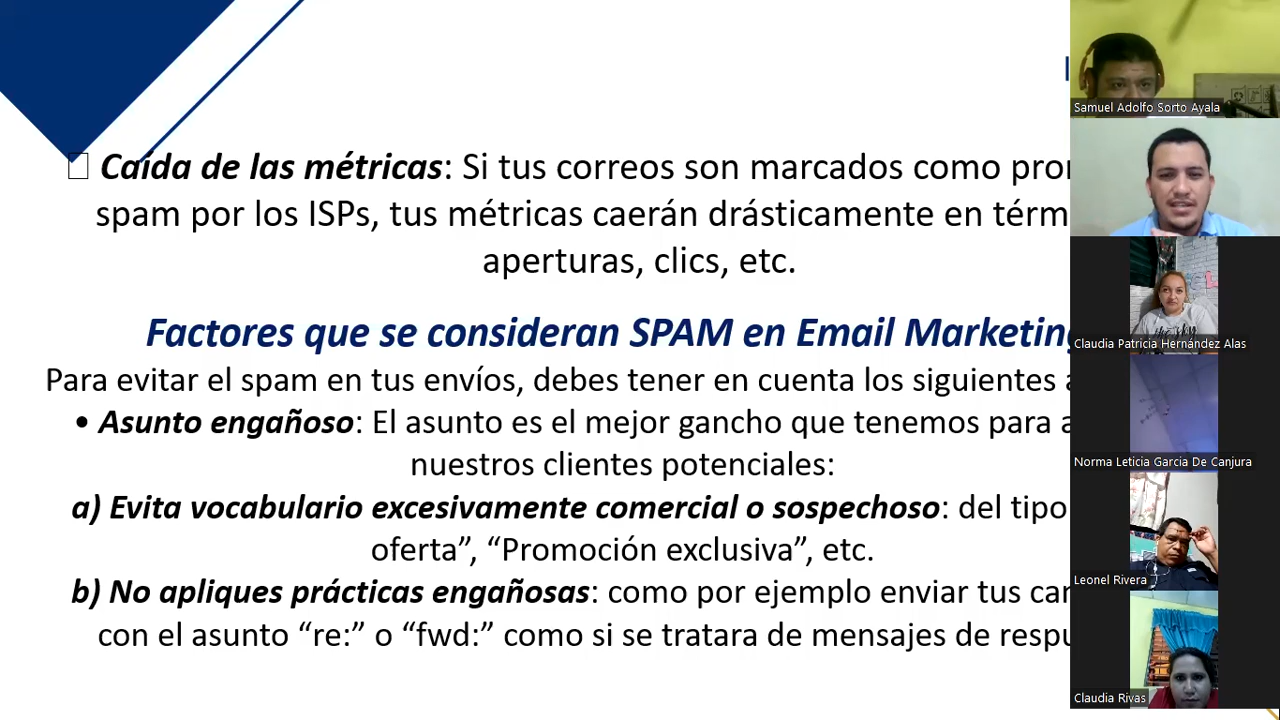 Caída de las métricas: Si tus correos son marcados como
spam por los ISPs, tus métricas caerán drásticamente en
aperturas, clics, etc.
Factores que se consideran SPAM en Email Marketing
Para evitar el spam en tus envíos, debes tener en cuenta los siguientes
• Asunto engañoso: El asunto es el mejor gancho que tenemos para
nuestros clientes potenciales:
a) Evita vocabulario excesivamente comercial o sospechoso: del tipo
oferta”, “Promoción exclusiva”, etc.
b) No apliques prácticas engañosas: como por ejemplo enviar tus
con el asunto “re:” o “fwd:” como si se tratara de mensajes de
Samuel Adolfo Sorto Ayala
Claudia Patricia Hernández Alas
Norma Leticia Garcia De Canjura
Leonel Rivera
Claudia Rivas